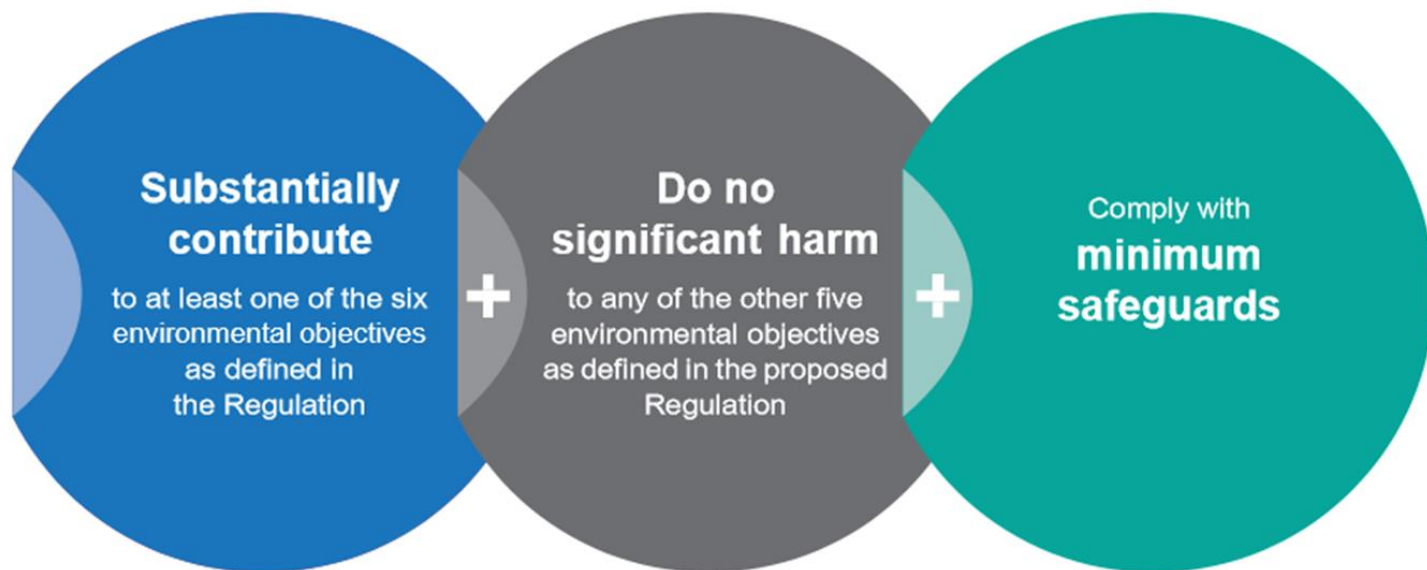 Substantially
contribute
to at least one of the six
environmental objectives
as defined in
the Regulation
+
Do no
significant harm
to any of the other five
environmental objectives
as defined in the proposed
Regulation
+
Comply with
minimum
safeguards